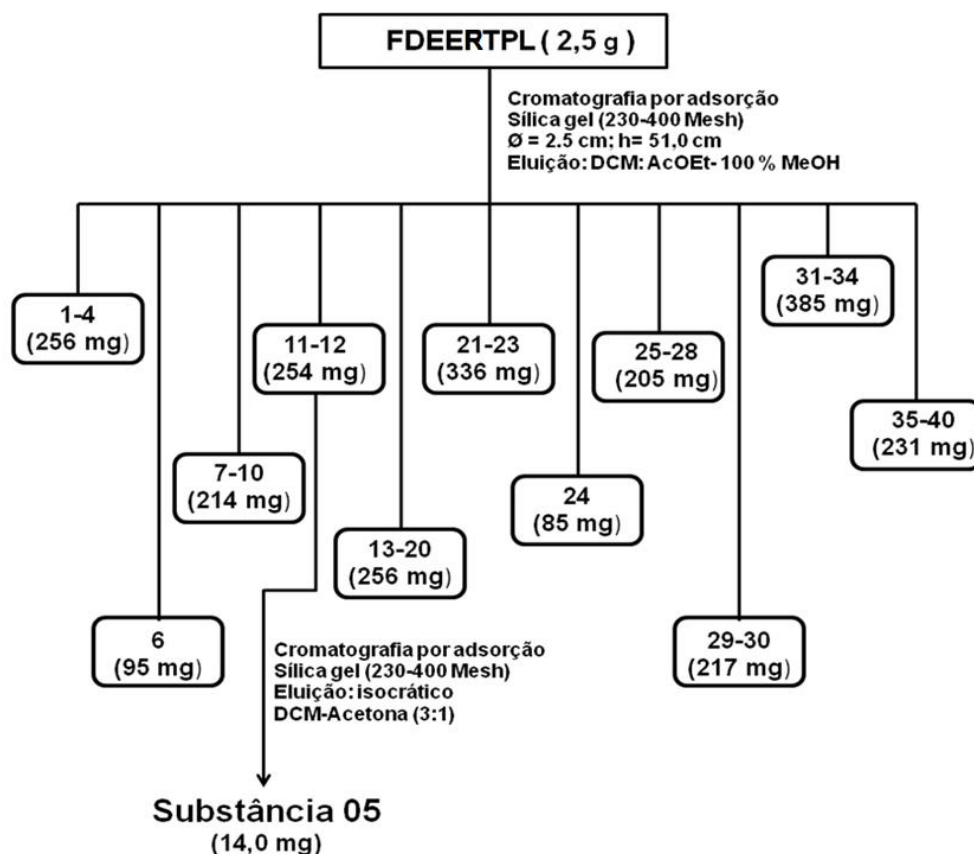 FDEERTPL ( 2,5 g )
Cromatografia por adsorção
Sílica gel (230-400 Mesh)
Ø = 2.5 cm; h= 51,0 cm
Eluição: DCM: AcOEt- 100 % MeOH
1-4
(256 mg)
6
(95 mg)
7-10
(214 mg)
11-12
(254 mg)
13-20
(256 mg)
21-23
(336 mg)
24
(85 mg)
25-28
(205 mg)
29-30
(217 mg)
31-34
(385 mg)
35-40
(231 mg)
Cromatografia por adsorção
Sílica gel (230-400 Mesh)
Eluição: isocrático
DCM-Acetona (3:1)
Substância 05
(14,0 mg)